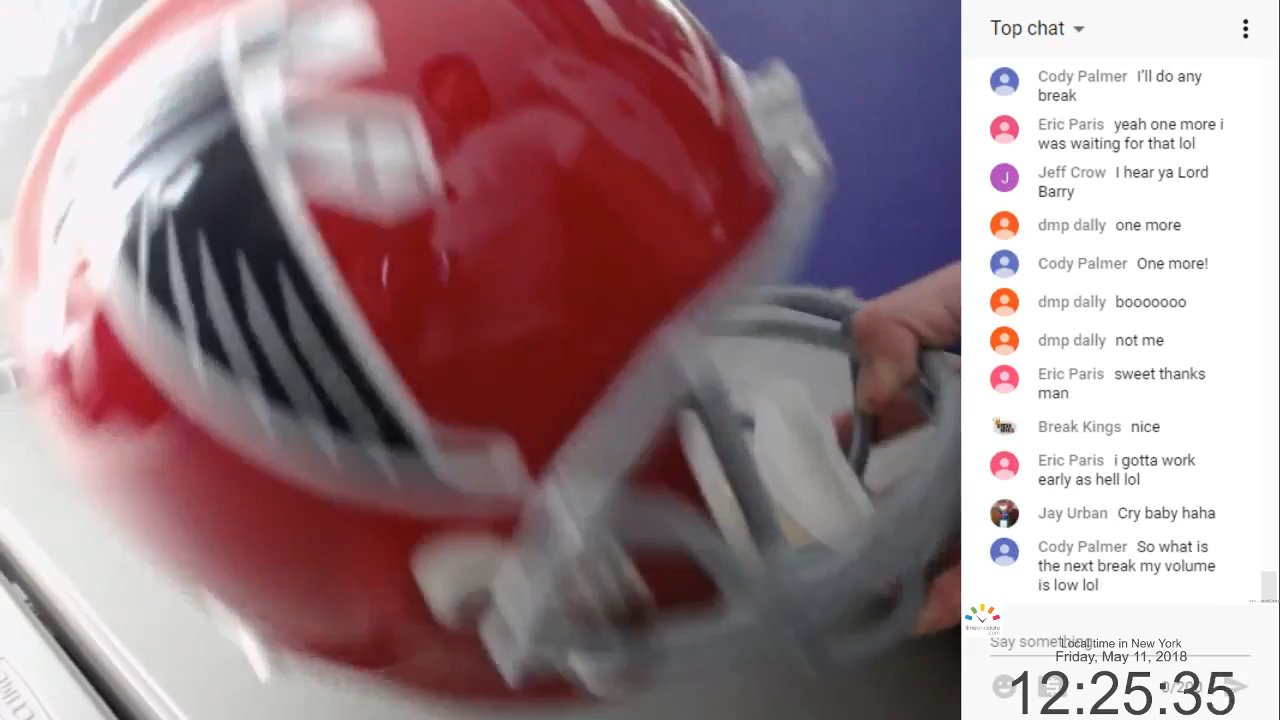 Top chat
Cody Palmer I'll do any
break
Eric Paris yeah one more i
was waiting for that lol
Jeff Crow I hear ya Lord
Barry
dmp dally one more
Cody Palmer One more!
dmp dally booooooo
dmp dally not me
Eric Paris sweet thanks
man
Break Kings nice
Eric Paris i gotta work
early as hell lol
J
Jay Urban Cry baby haha
Cody Palmer So what is
the next break my volume
is low lol
Say something
Local time in New York
Friday, May 11, 2018
12:25:35